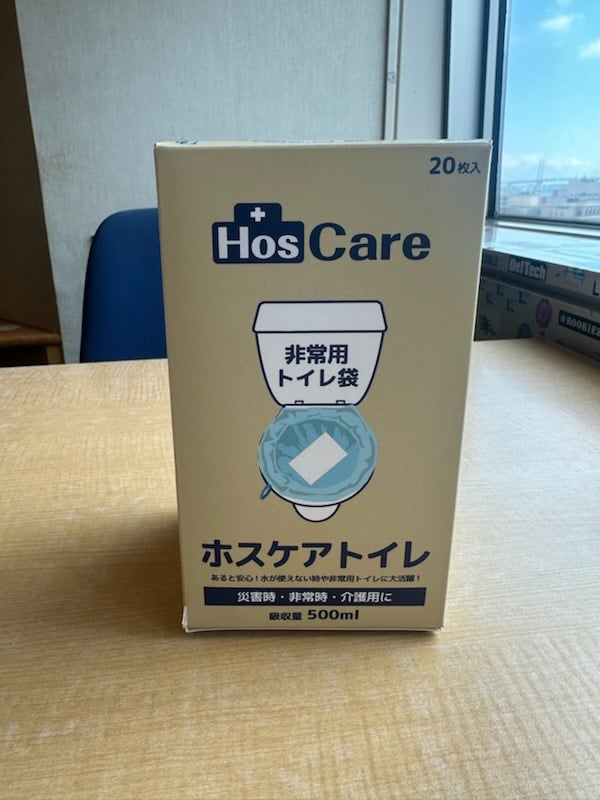 20枚入
HosCare
非常用
トイレ袋
ホスケアトイレ
あると安心!水が使えない時や非常用トイレに大活躍!
災害時・非常時・介護用に
吸収量 500ml
DefTech